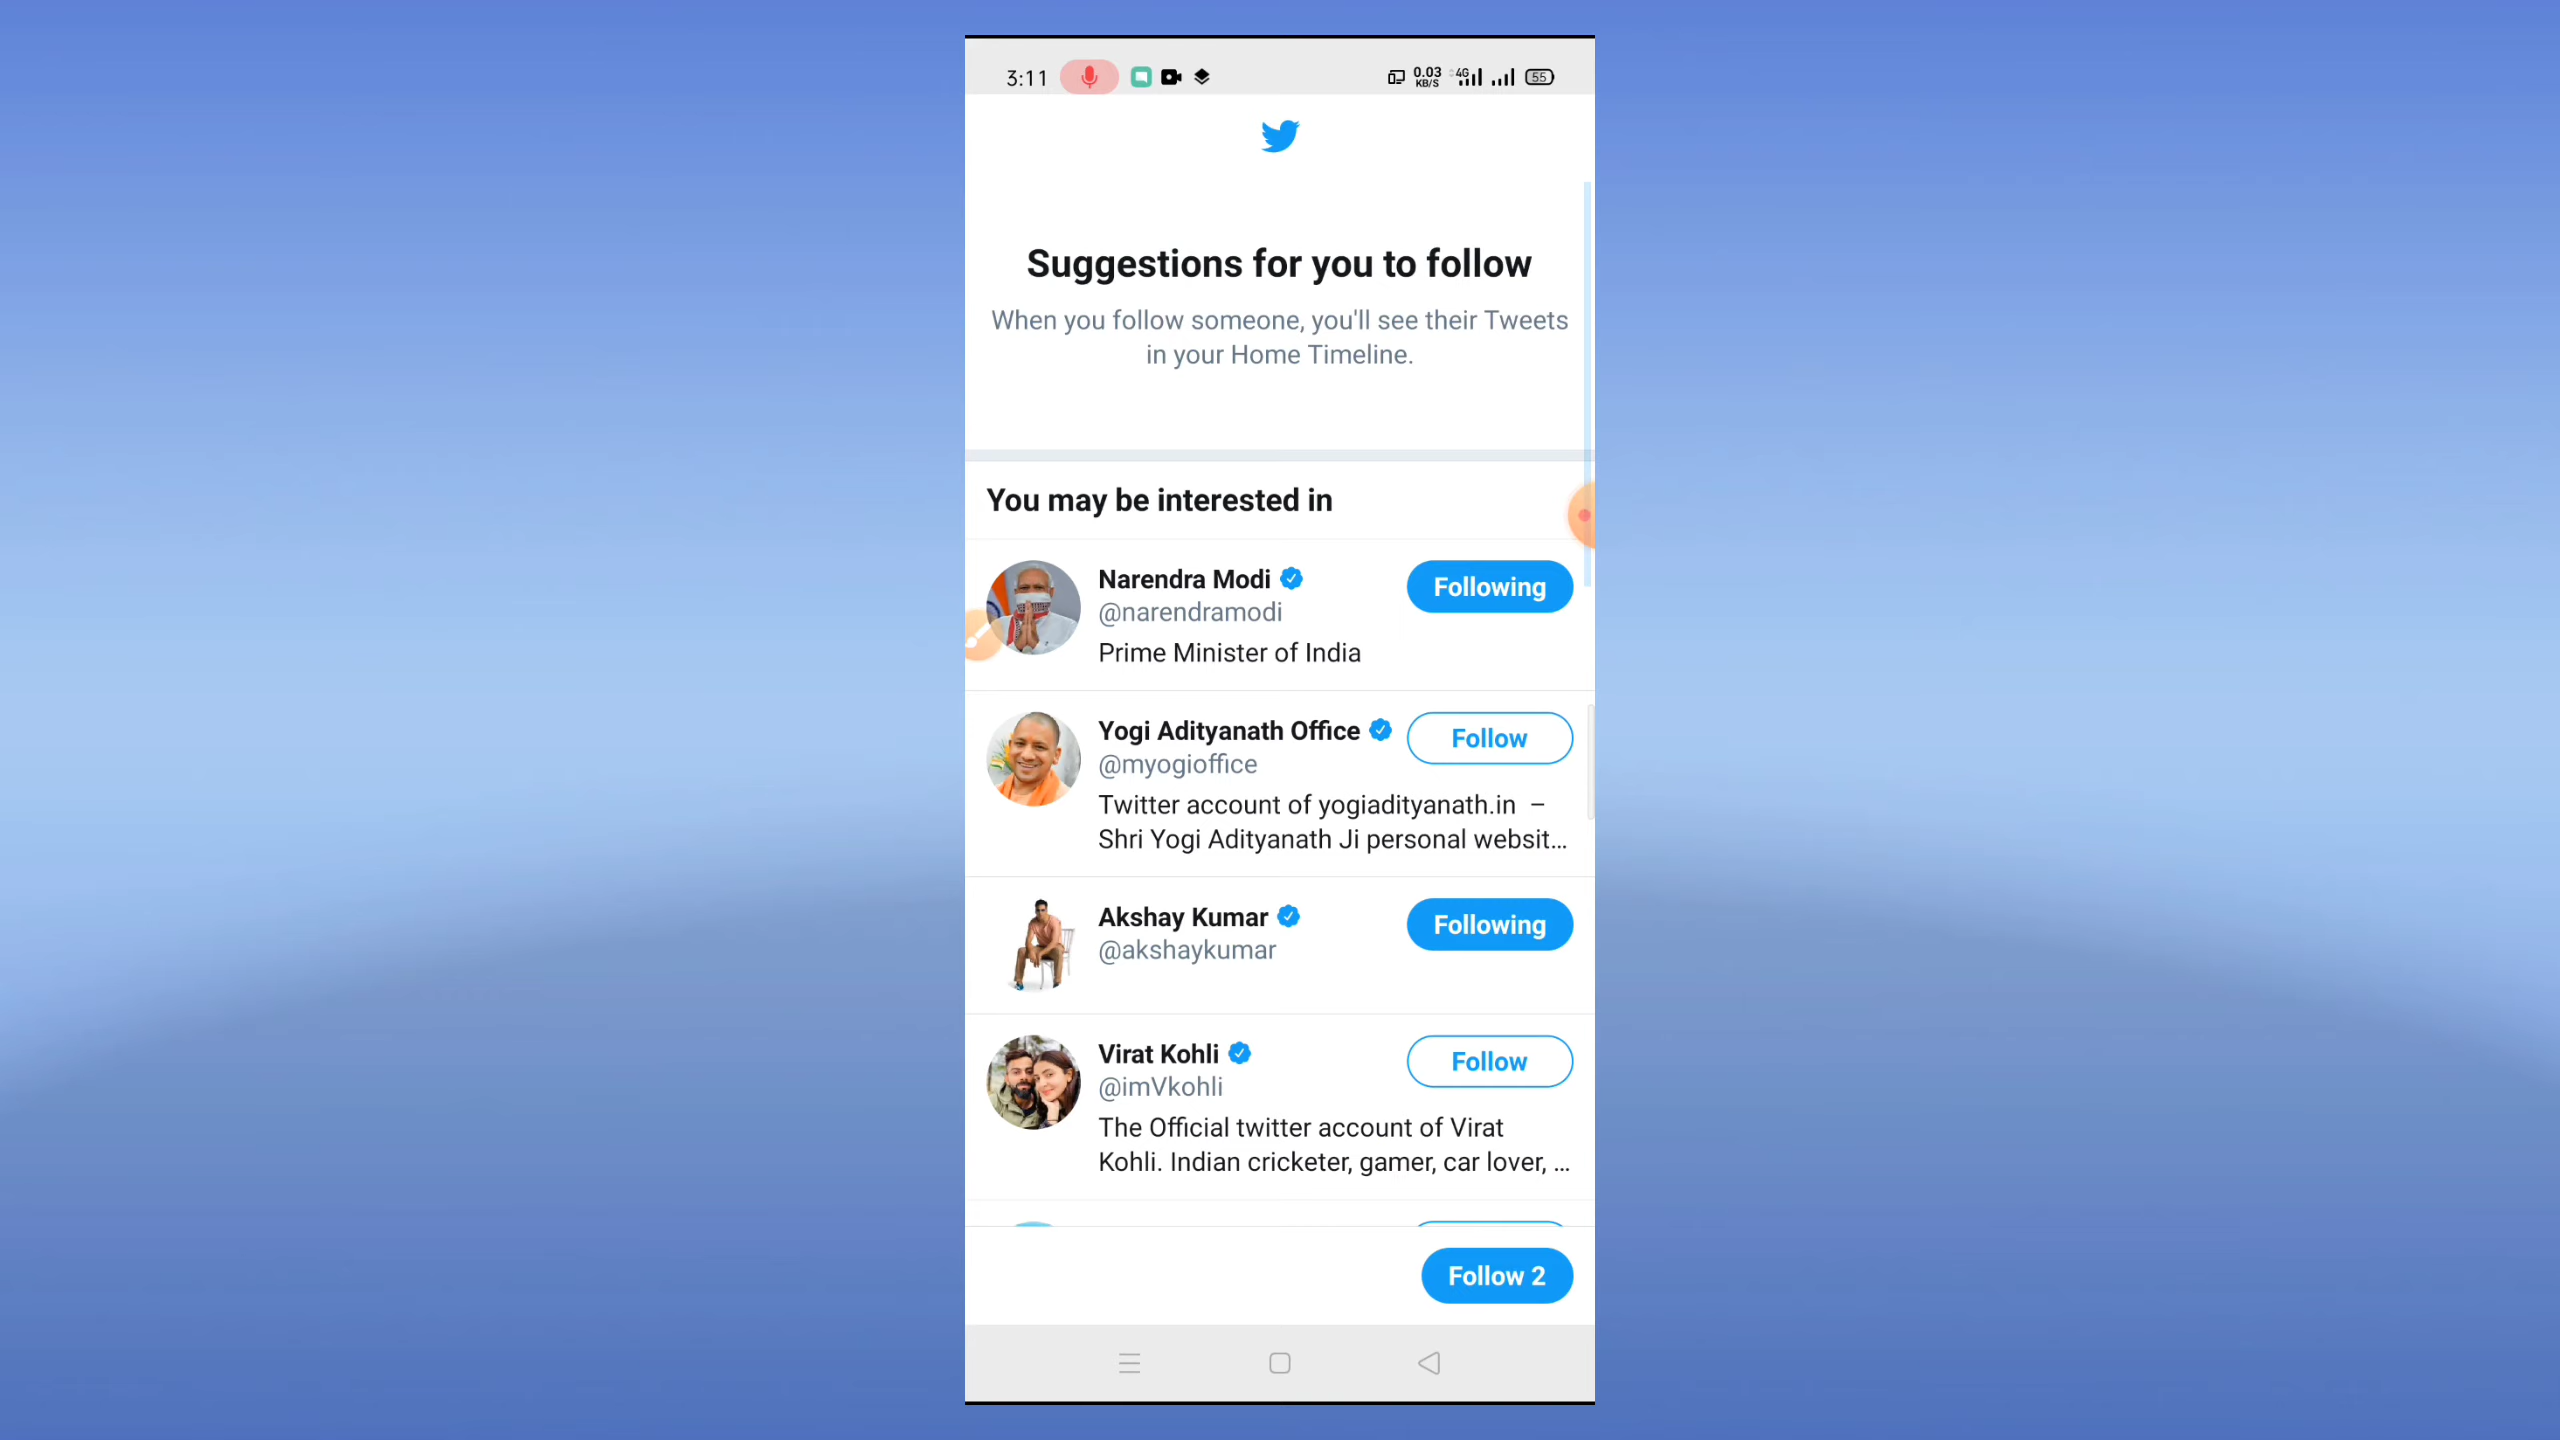 3:11
0.03 KB/S 4G 55
Suggestions for you to follow
When you follow someone, you'll see their Tweets
in your Home Timeline.
You may be interested in
Narendra Modi
Following
@narendramodi
Prime Minister of India
Yogi Adityanath Office
Follow
@myogioffice
Twitter account of yogiadityanath.in –
Shri Yogi Adityanath Ji personal websit...
Akshay Kumar
Following
@akshaykumar
Virat Kohli
Follow
@imVkohli
The Official twitter account of Virat
Kohli. Indian cricketer, gamer, car lover, ...
Follow 2